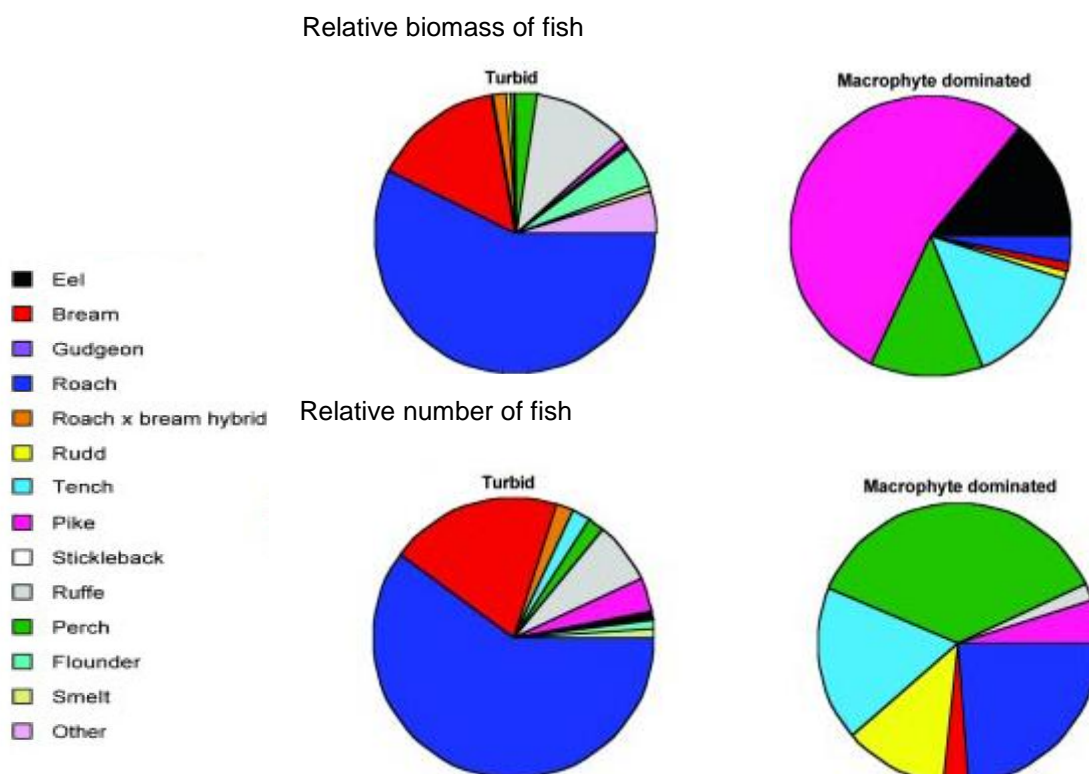 Relative biomass of fish
Turbid
Macrophyte dominated
Eel
Bream
Gudgeon
Roach
Roach x bream hybrid
Rudd
Tench
Pike
Stickleback
Ruffe
Perch
Flounder
Smelt
Other
Relative number of fish
Turbid
Macrophyte dominated